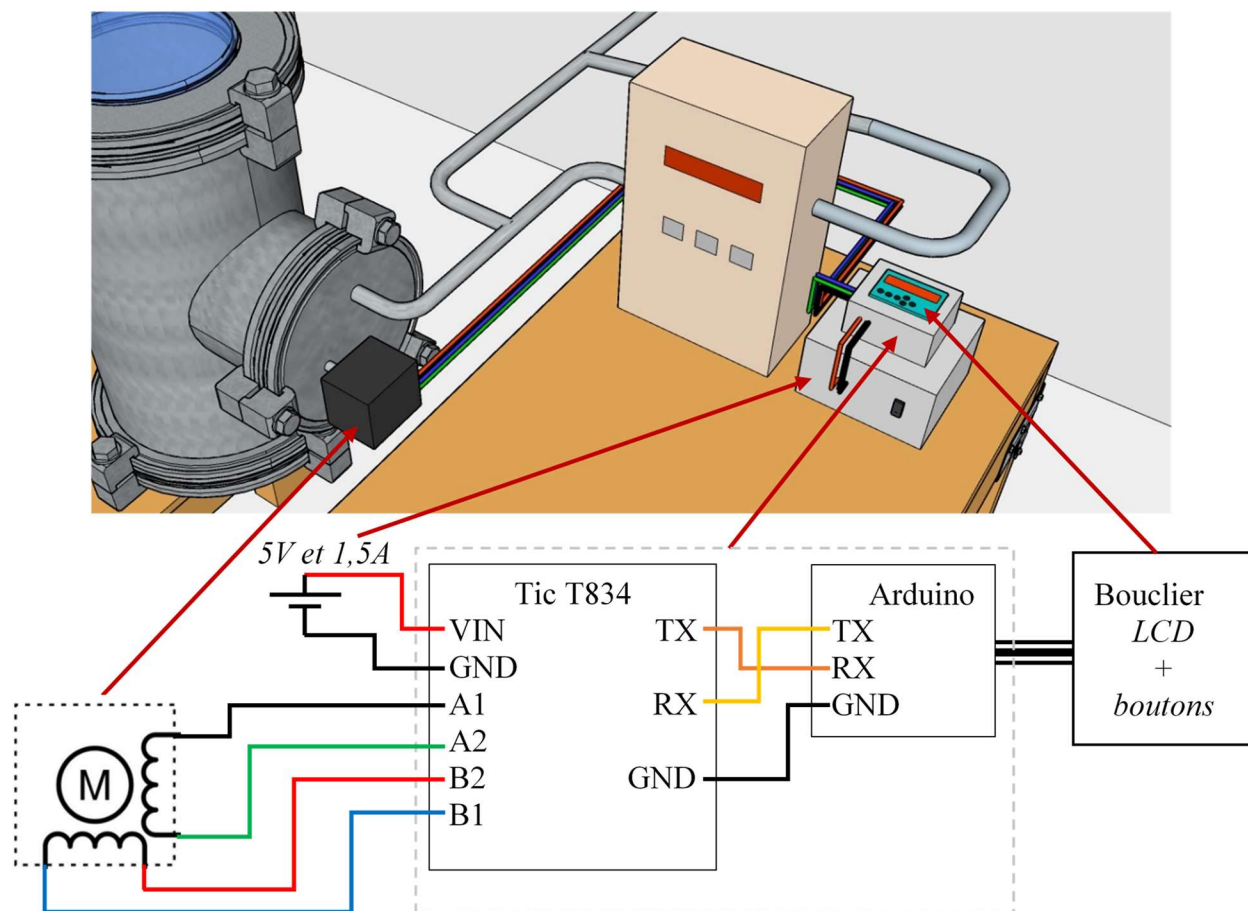 5V et 1,5A
Tic T834
Arduino
Bouclier
LCD
+
boutons
VIN
GND
A1
A2
B2
B1
TX
RX
GND
TX
RX
GND
M